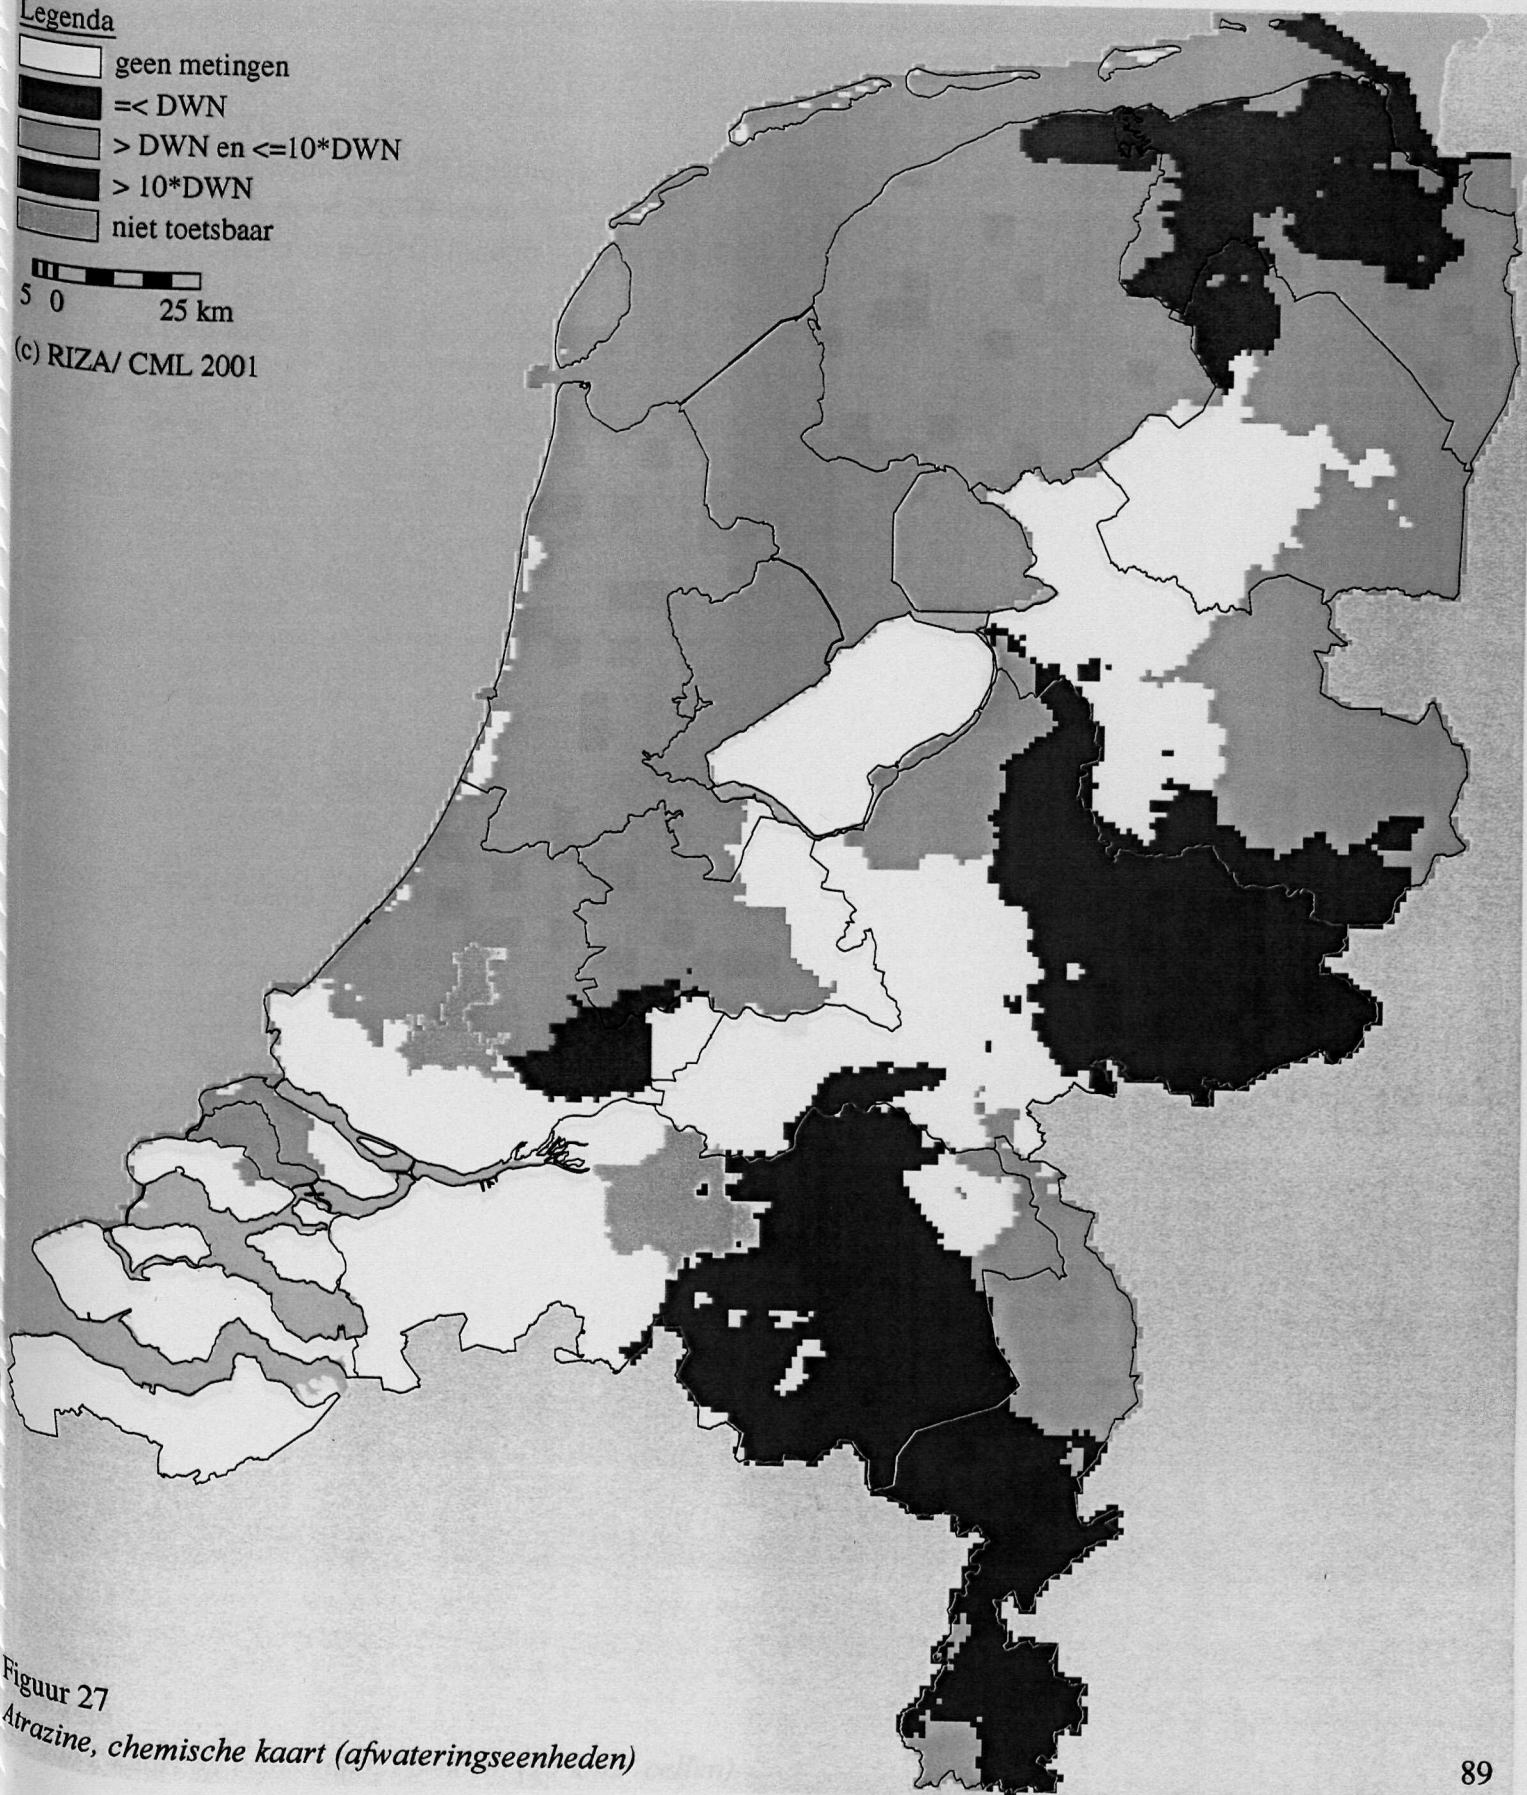 Legenda
geen metingen
=< DWN
> DWN en <=10*DWN
> 10*DWN
niet toetsbaar
5 0 25 km
(c) RIZA/ CML 2001
Figuur 27
Atrazine, chemische kaart (afwateringseenheden)
89